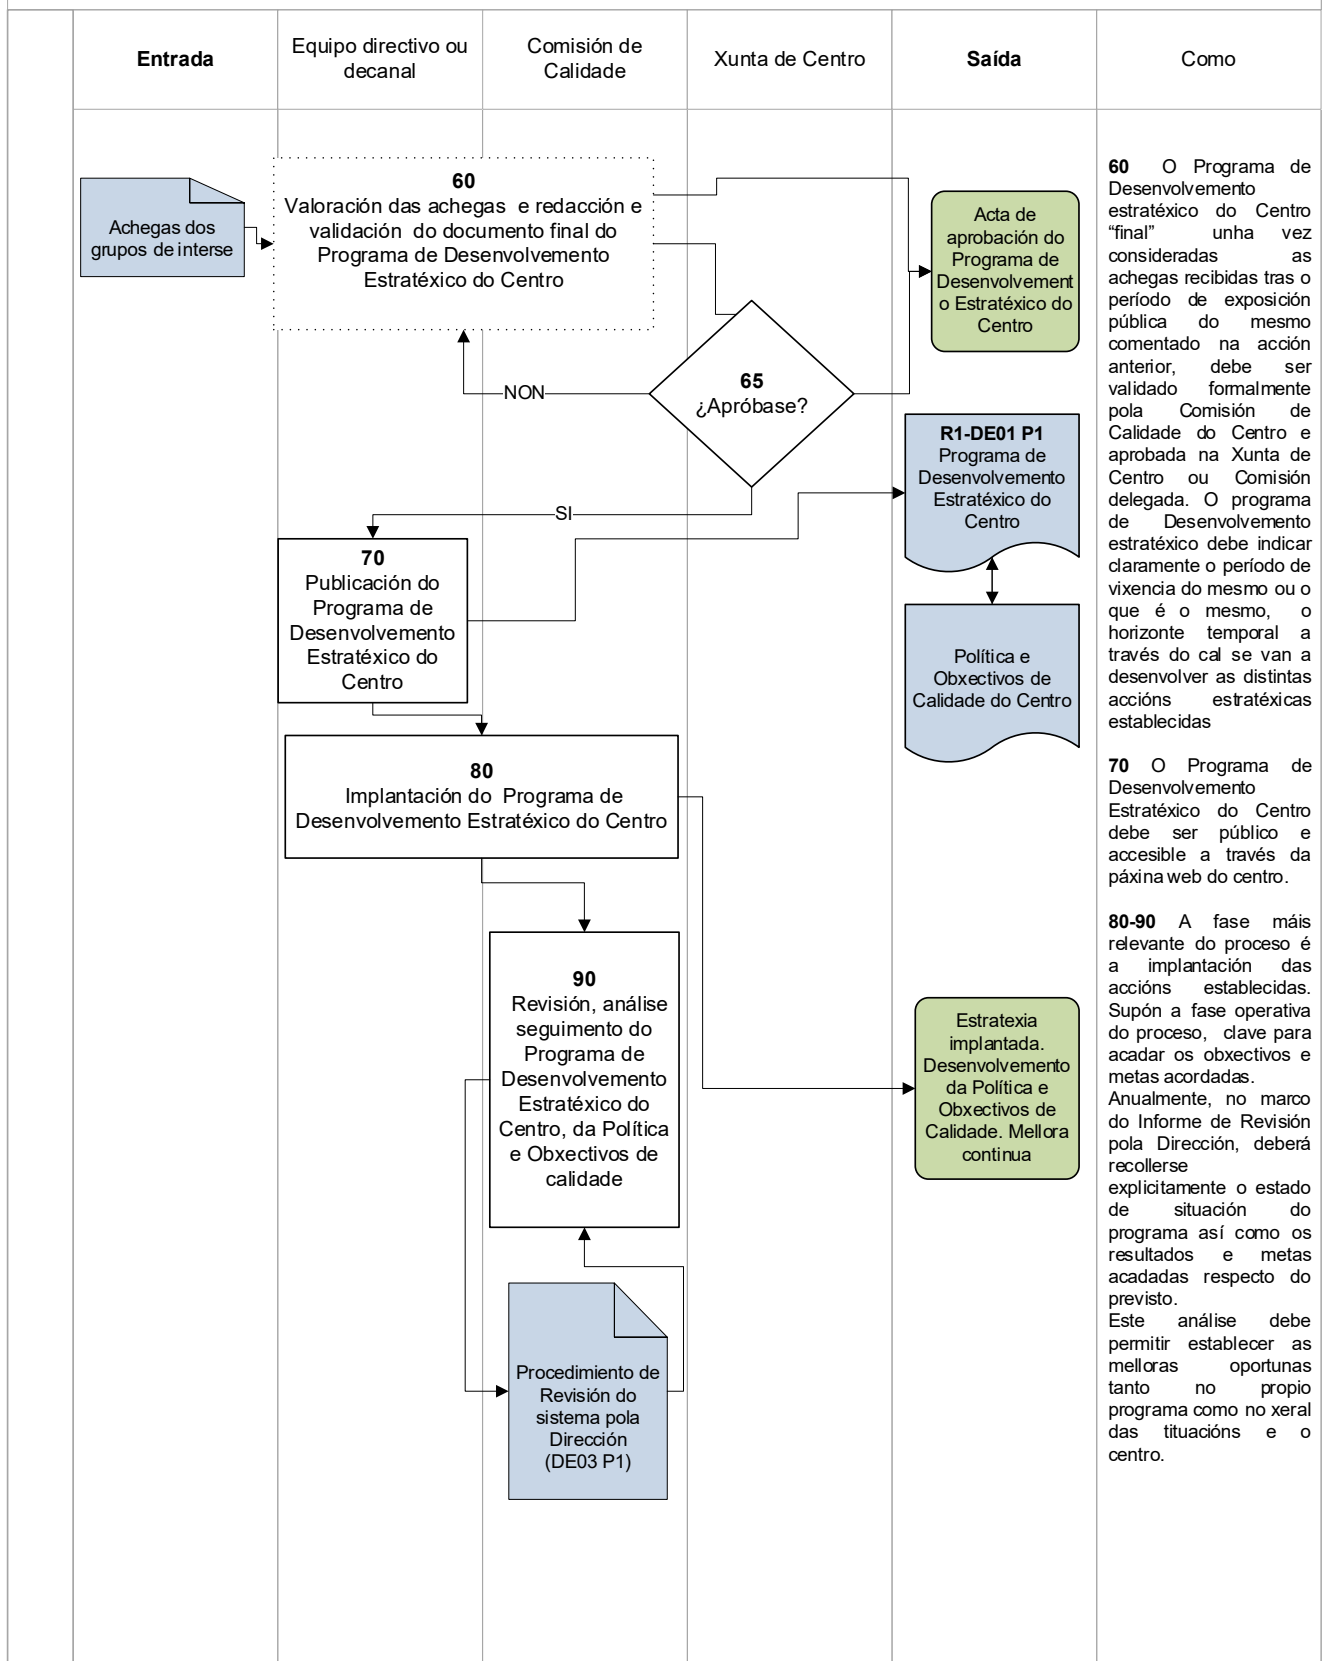 Entrada
Equipo directivo ou
decanal
Comisión de
Calidade
Xunta de Centro
Saída
Como
Achegas dos
grupos de interse
60
Valoración das achegas e redacción e
validación do documento final do
Programa de Desenvolvemento
Estratéxico do Centro
Acta de
aprobación do
Programa de
Desenvolvement
o Estratéxico do
Centro
65
¿Apróbase?
NON
SI
R1-DE01 P1
Programa de
Desenvolvemento
Estratéxico do
Centro
70
Publicación do
Programa de
Desenvolvemento
Estratéxico do
Centro
Política e
Obxectivos de
Calidade do Centro
80
Implantación do Programa de
Desenvolvemento Estratéxico do Centro
90
Revisión, análise
seguimento do
Programa de
Desenvolvemento
Estratéxico do
Centro, da Política
e Obxectivos de
calidade
Estratexia
implantada.
Desenvolvemento
da Política e
Obxectivos de
Calidade. Mellora
continua
Procedimiento de
Revisión do
sistema pola
Dirección
(DE03 P1)
60 O Programa de
Desenvolvemento
estratéxico do Centro
“final” unha vez
consideradas as
achegas recibidas tras o
período de exposición
pública do mesmo
comentado na acción
anterior, debe ser
validado formalmente
pola Comisión de
Calidade do Centro e
aprobada na Xunta de
Centro ou Comisión
delegada. O programa
de Desenvolvemento
estratéxico debe indicar
claramente o período de
vixencia do mesmo ou o
que é o mesmo, o
horizonte temporal a
través do cal se van a
desenvolver as distintas
accións estratéxicas
establecidas
70 O Programa de
Desenvolvemento
Estratéxico do Centro
debe ser público e
accesible a través da
páxina web do centro.
80-90 A fase máis
relevante do proceso é
a implantación das
accións establecidas.
Supón a fase operativa
do proceso, clave para
acadar os obxectivos e
metas acordadas.
Anualmente, no marco
do Informe de Revisión
pola Dirección, deberá
recollerse
explicitamente o estado
de situación do
programa así como os
resultados e metas
acadadas respecto do
previsto.
Este análise debe
permitir establecer as
melloras oportunas
tanto no propio
programa como no xeral
das tituacións e o
centro.